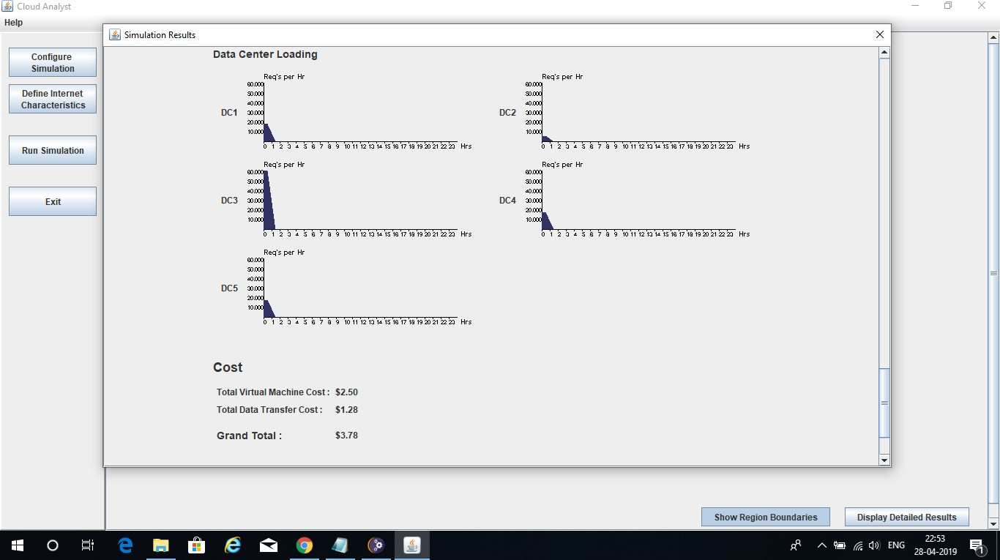 Cloud Analyst
Help
Simulation Results
Configure
Simulation
Define Internet
Characteristics
Run Simulation
Exit
Data Center Loading
Req's per Hr
60.000
50.000
40.000
30.000
20.000
10.000
DC1
0 1 2 3 4 5 6 7 8 9 10 11 12 13 14 15 16 17 18 19 20 21 22 23 Hrs
Req's per Hr
60.000
50.000
40.000
30.000
20.000
10.000
DC2
0 1 2 3 4 5 6 7 8 9 10 11 12 13 14 15 16 17 18 19 20 21 22 23 Hrs
Req's per Hr
60.000
50.000
40.000
30.000
20.000
10.000
DC3
0 1 2 3 4 5 6 7 8 9 10 11 12 13 14 15 16 17 18 19 20 21 22 23 Hrs
Req's per Hr
60.000
50.000
40.000
30.000
20.000
10.000
DC4
0 1 2 3 4 5 6 7 8 9 10 11 12 13 14 15 16 17 18 19 20 21 22 23 Hrs
Req's per Hr
60.000
50.000
40.000
30.000
20.000
10.000
DC5
0 1 2 3 4 5 6 7 8 9 10 11 12 13 14 15 16 17 18 19 20 21 22 23 Hrs
Cost
Total Virtual Machine Cost : $2.50
Total Data Transfer Cost : $1.28
Grand Total : $3.78
Show Region Boundaries
Display Detailed Results
ENG
22:53
28-04-2019
1